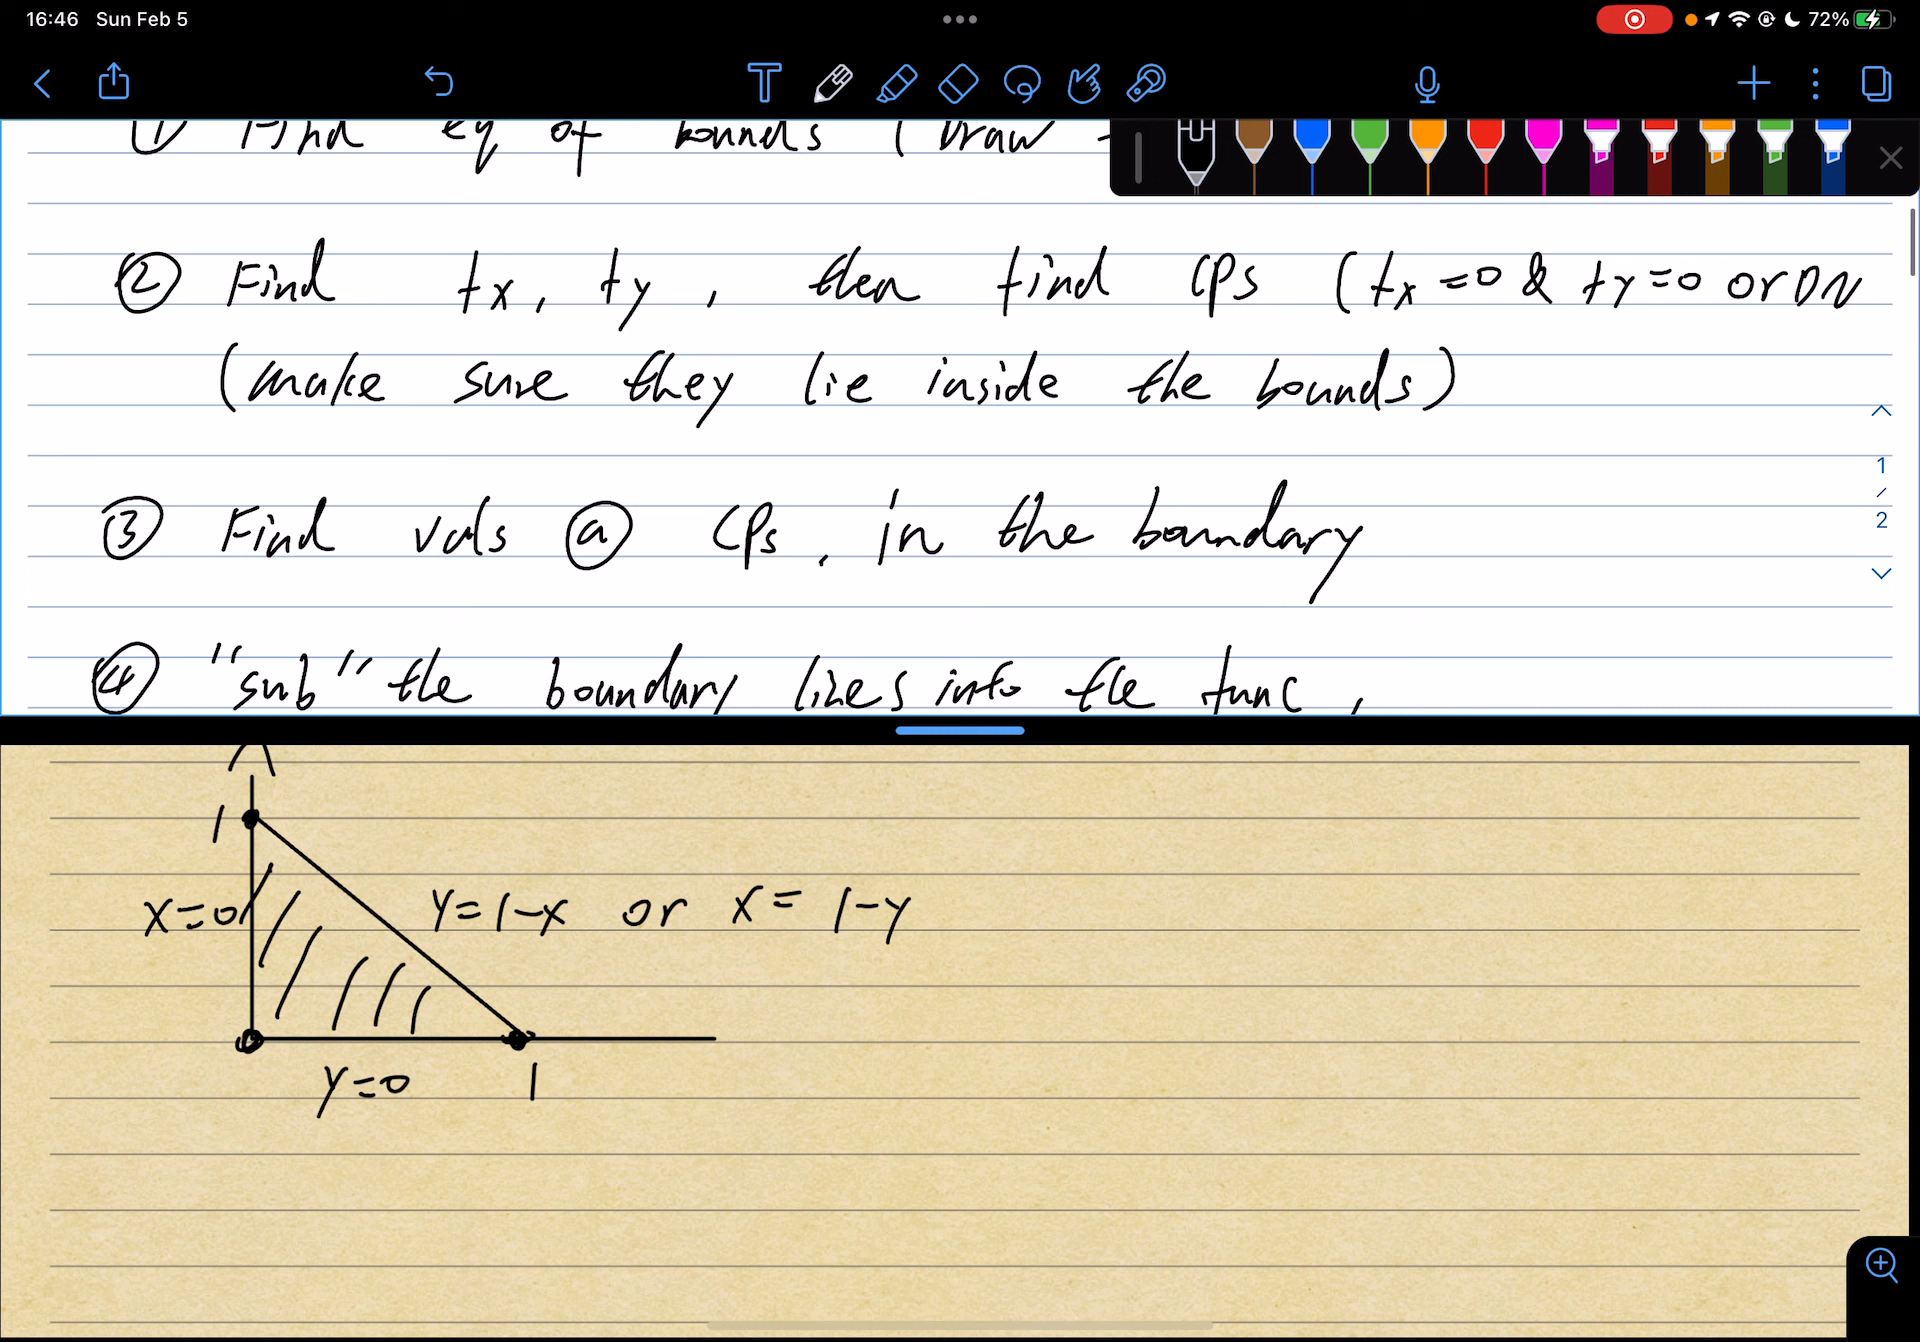 16:46 Sun Feb 5
72%
① Find eq of bounds (Draw
② Find fx, fy, then find CPs (fx=0 & fy=0 or DN
(make sure they lie inside the bounds)
1
/
2
③ Find vals @ CPs, in the boundary
④ "sub" the boundary lines into the func,
1
x=0 y=1-x or x= 1-y
y=0 1